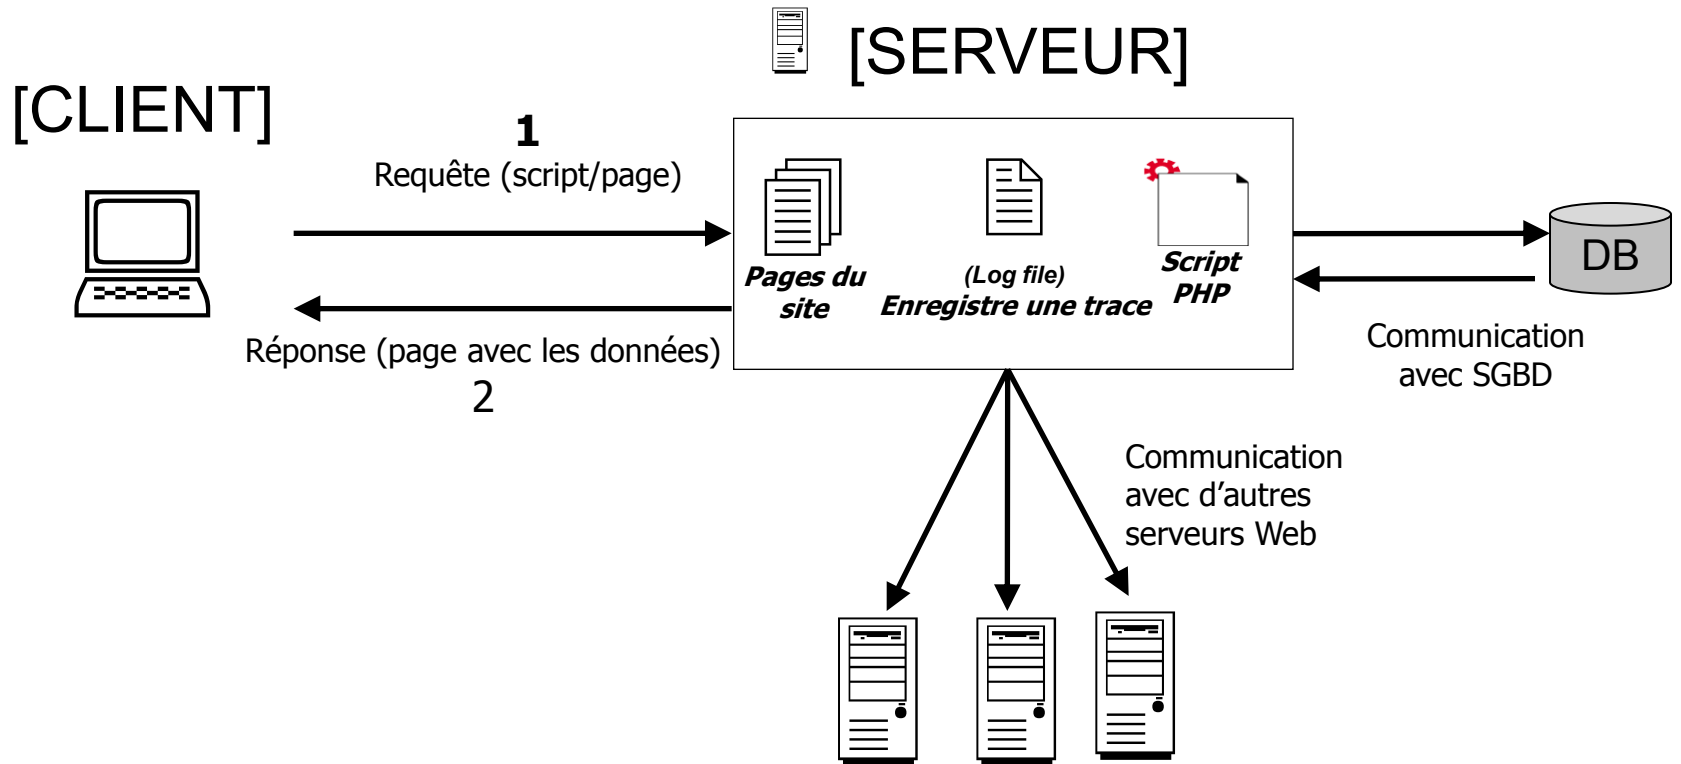 [SERVEUR]
[CLIENT]
1
Requête (script/page)
Réponse (page avec les données)
2
Pages du
site
(Log file)
Enregistre une trace
Script
PHP
DB
Communication
avec SGBD
Communication
avec d’autres
serveurs Web